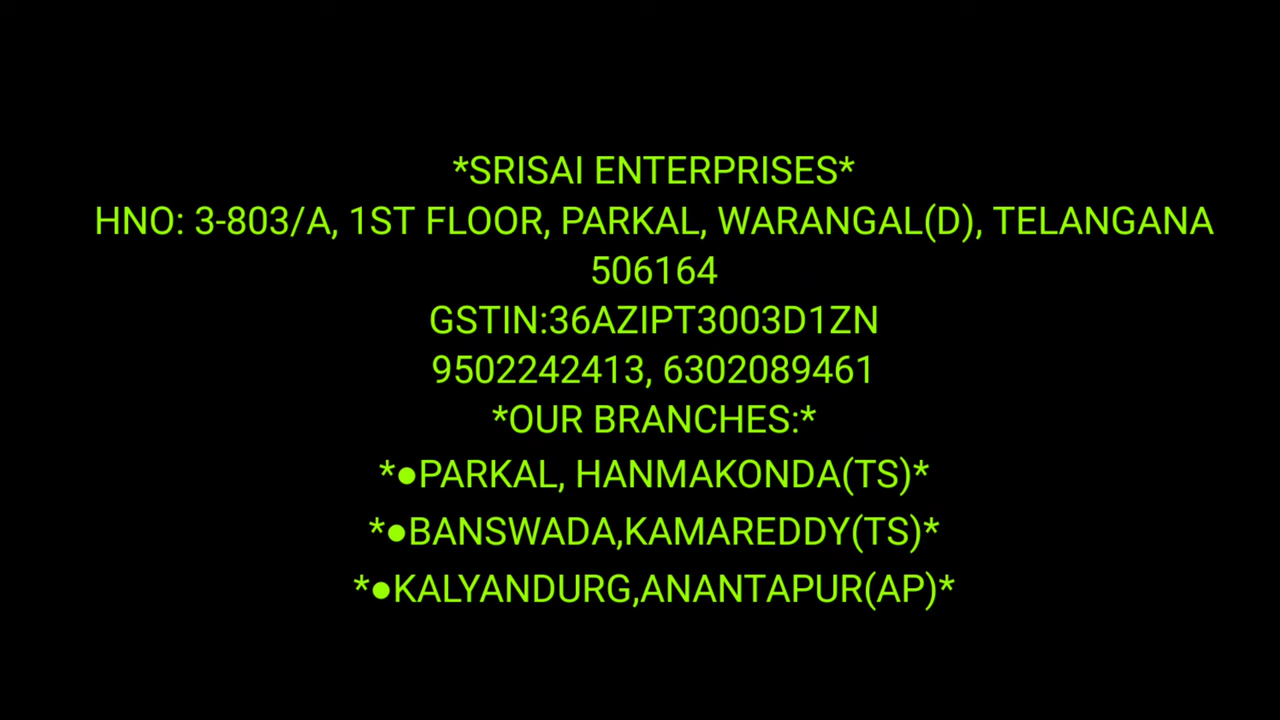 *SRISAI ENTERPRISES*
HNO: 3-803/A, 1ST FLOOR, PARKAL, WARANGAL(D), TELANGANA
506164
GSTIN:36AZIPT3003D1ZN
9502242413, 6302089461
*OUR BRANCHES:*
*●PARKAL, HANMAKONDA(TS)*
*●BANSWADA,KAMAREDDY(TS)*
*●KALYANDURG,ANANTAPUR(AP)*